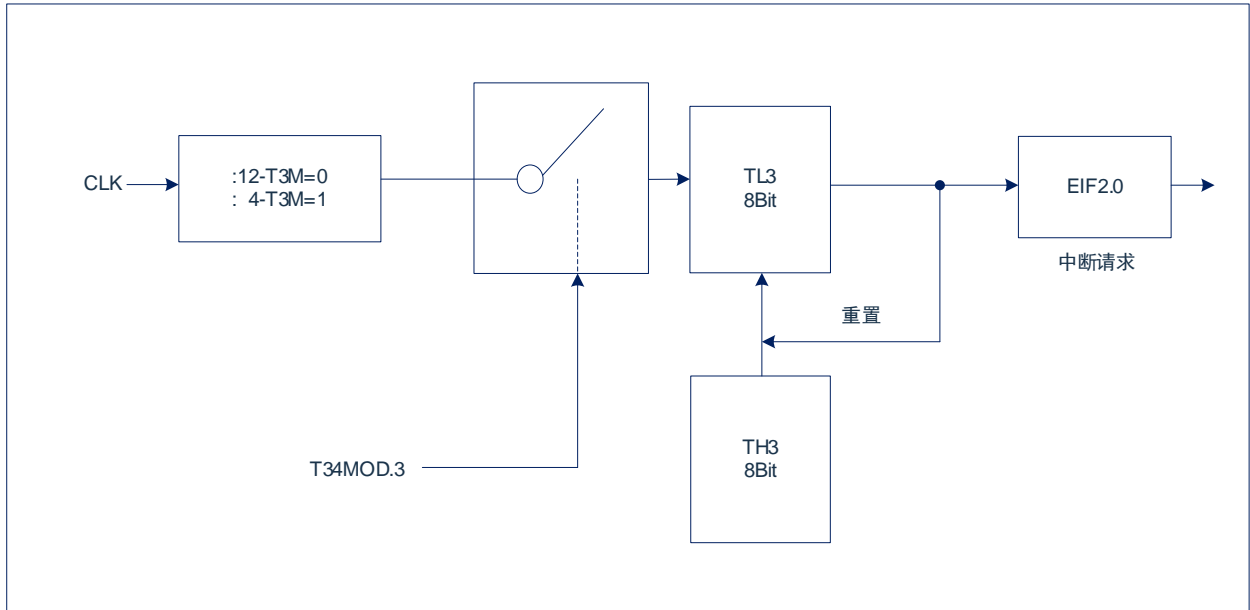 CLK
:12-T3M=0
: 4-T3M=1
TL3
8Bit
EIF2.0
中断请求
重置
TH3
8Bit
T34MOD.3